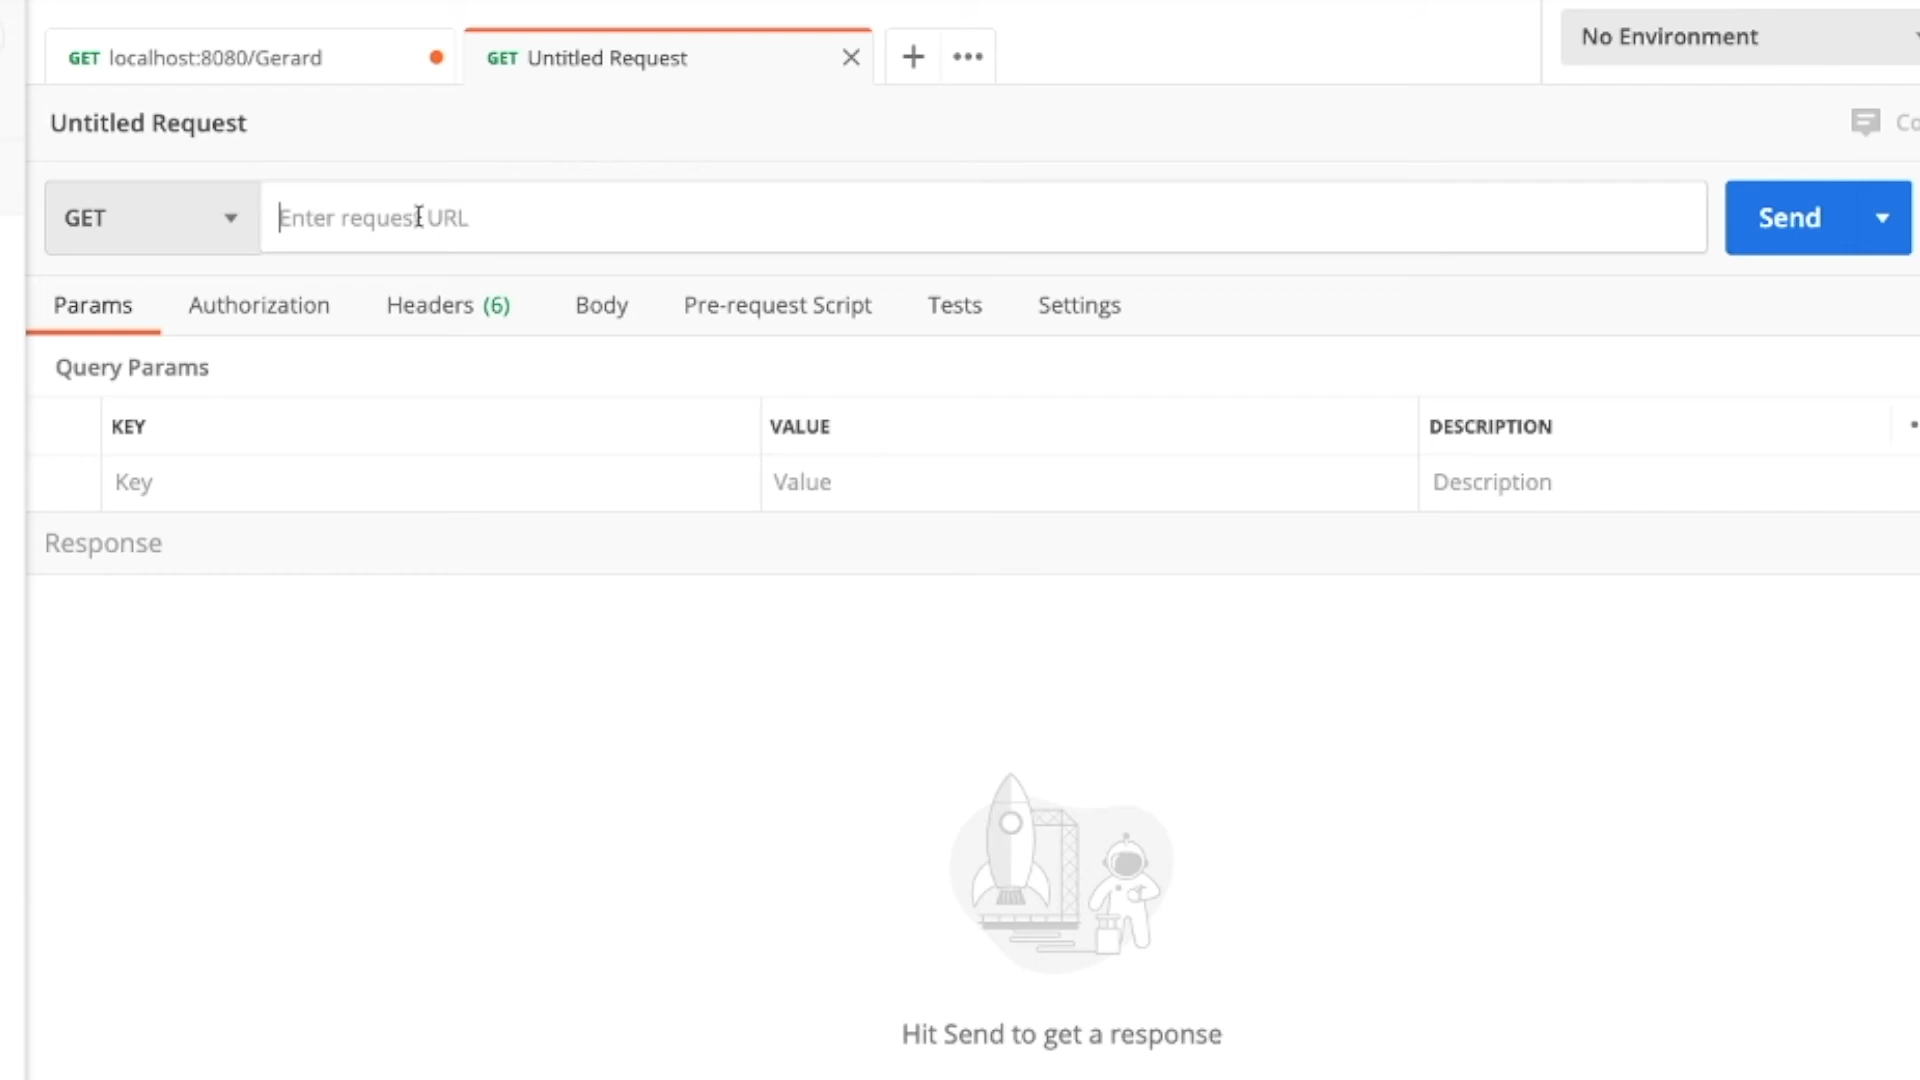 GET localhost:8080/Gerard
GET Untitled Request
No Environment
Untitled Request
GET
Enter request URL
Send
Params Authorization Headers (6) Body Pre-request Script Tests Settings
Query Params
KEY VALUE DESCRIPTION
Key Value Description
Response
Hit Send to get a response